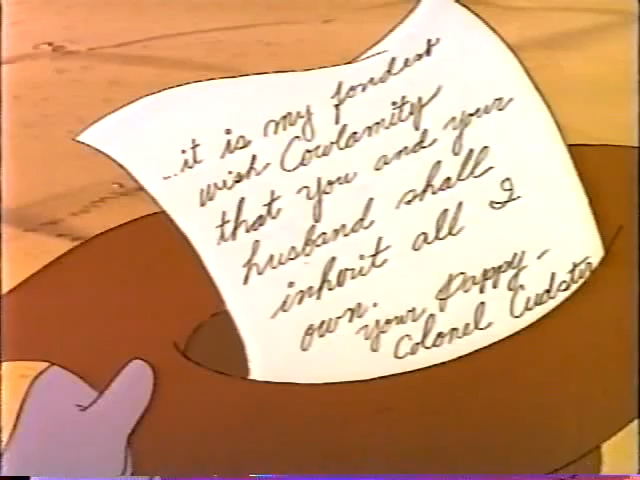 ...it is my fondest
wish Cowlamity
that you and your
husband shall
inherit all I
own.
your Pappy-
Colonel Cudster